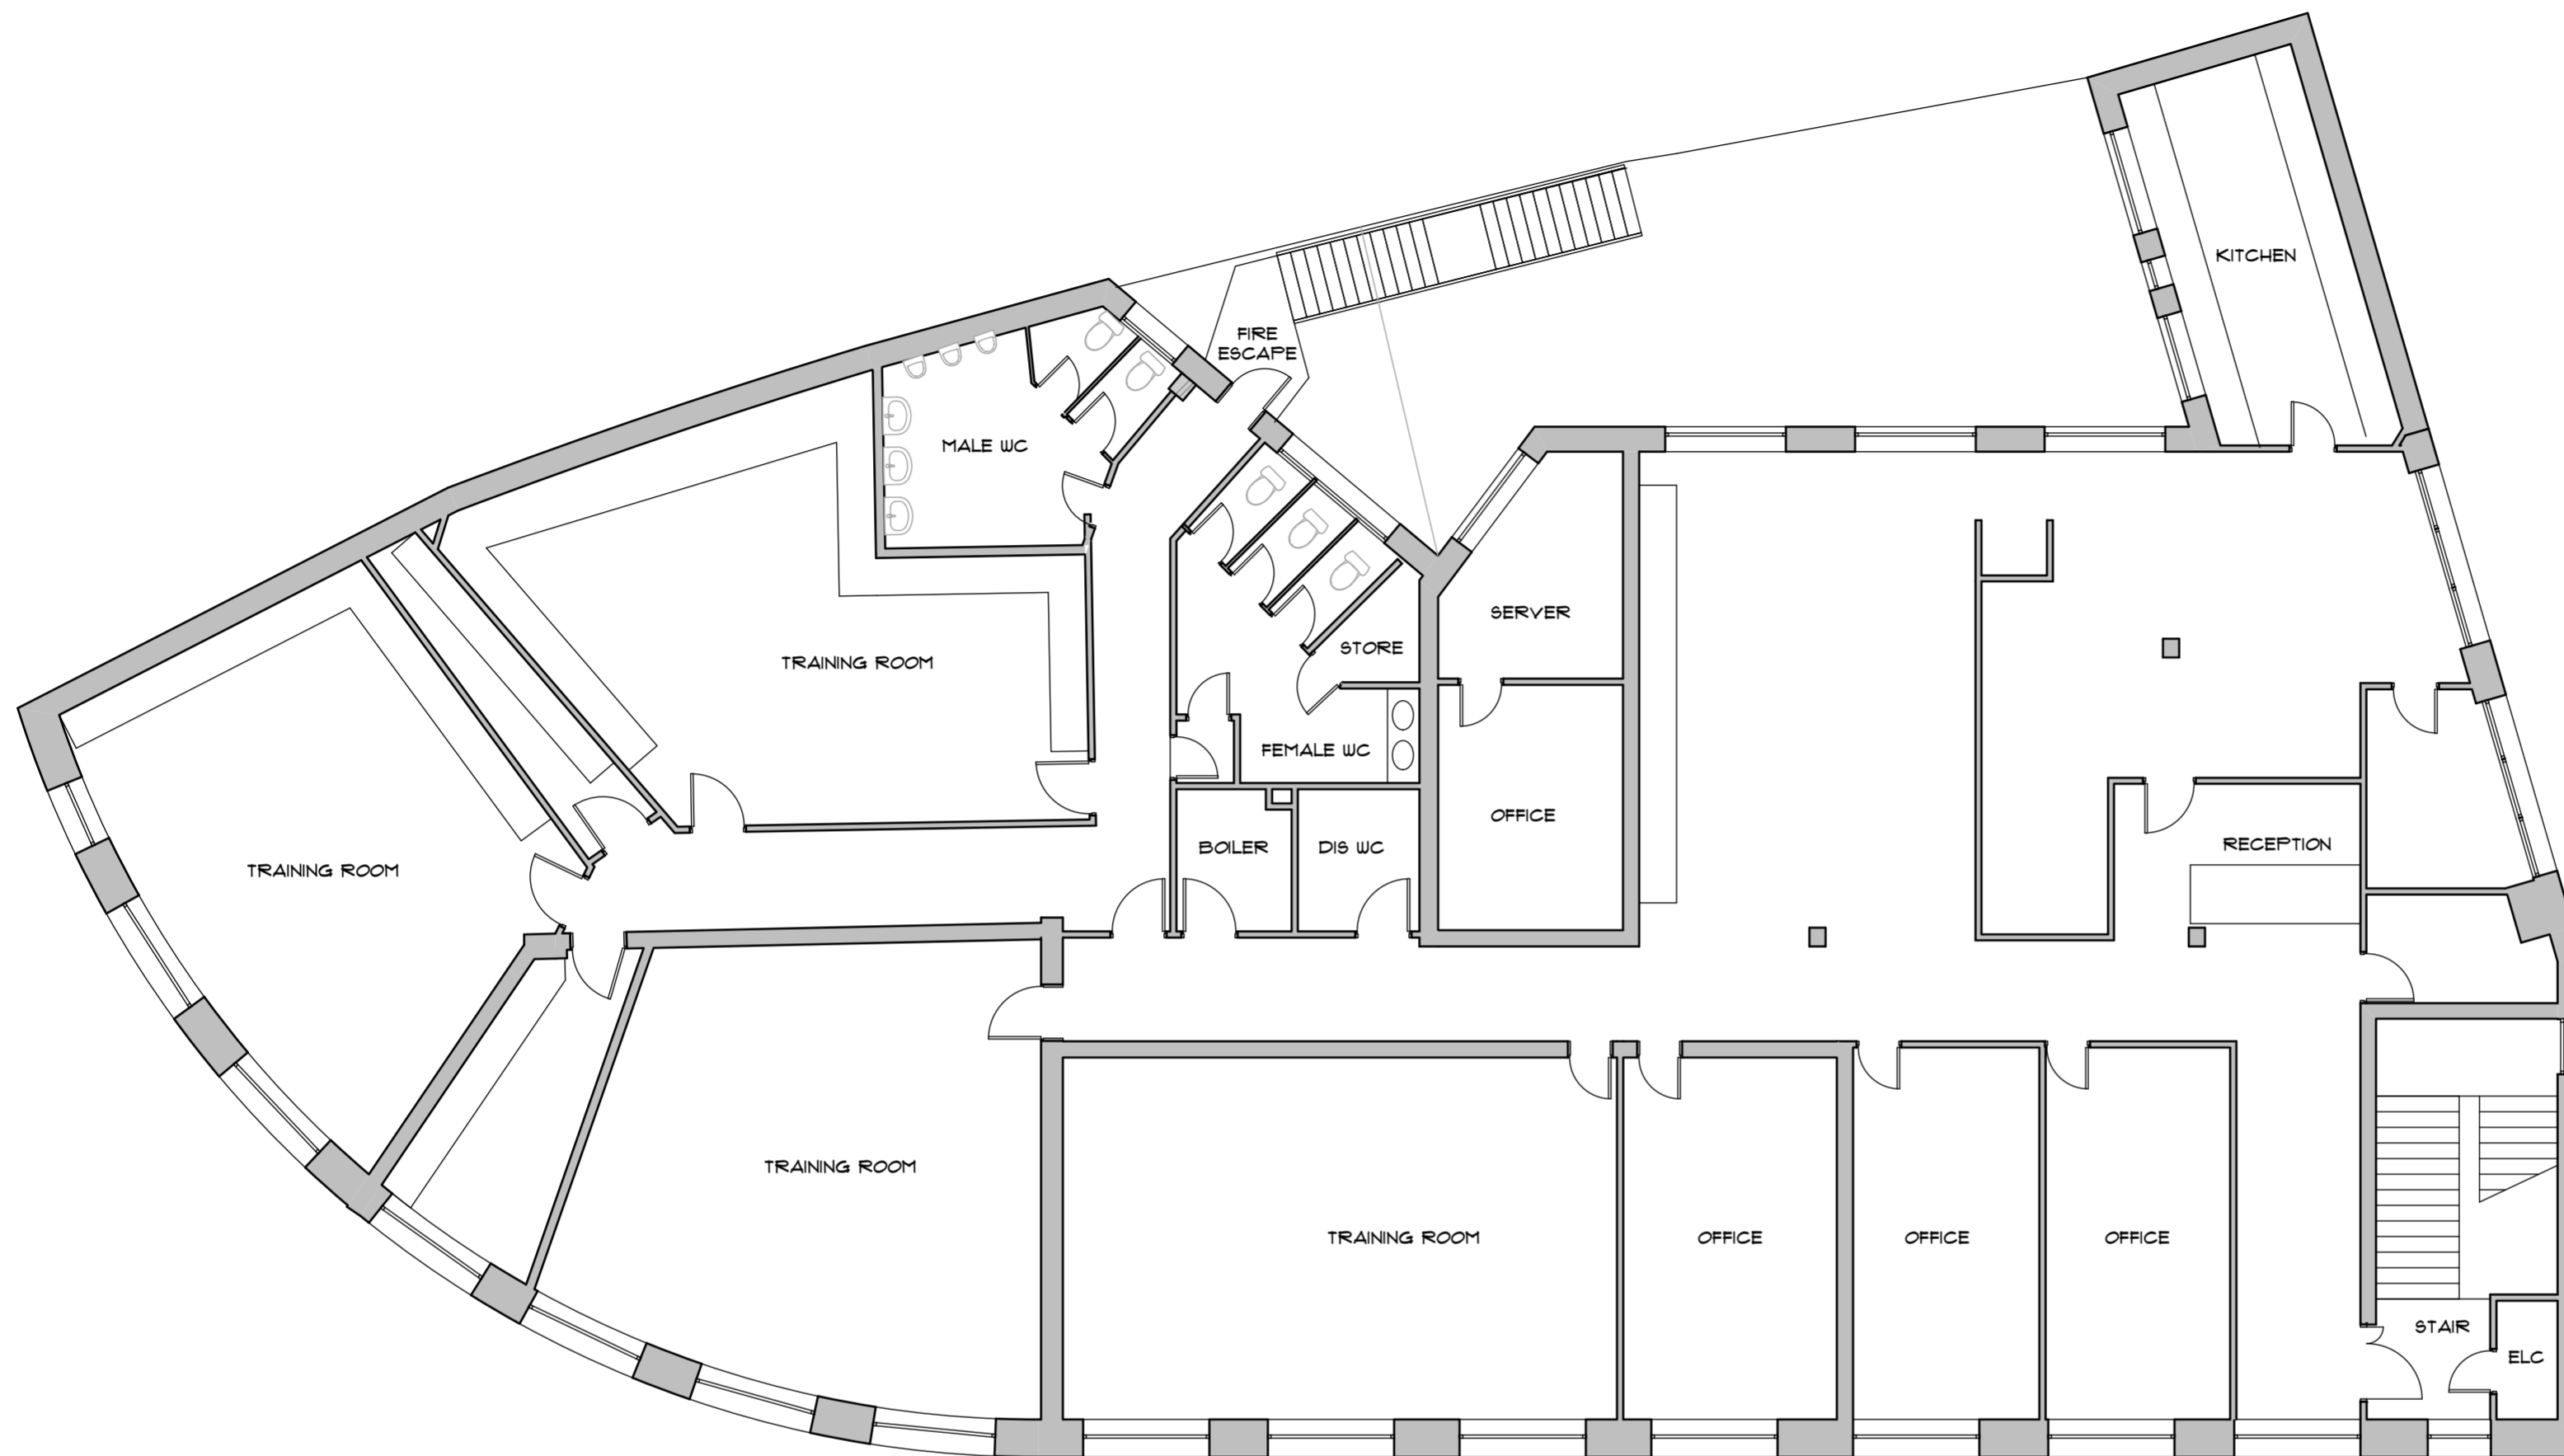 KITCHEN
FIRE
ESCAPE
MALE WC
SERVER
STORE
TRAINING ROOM
FEMALE WC
OFFICE
RECEPTION
BOILER
DIS WC
TRAINING ROOM
TRAINING ROOM
TRAINING ROOM
OFFICE
OFFICE
OFFICE
STAIR
ELC